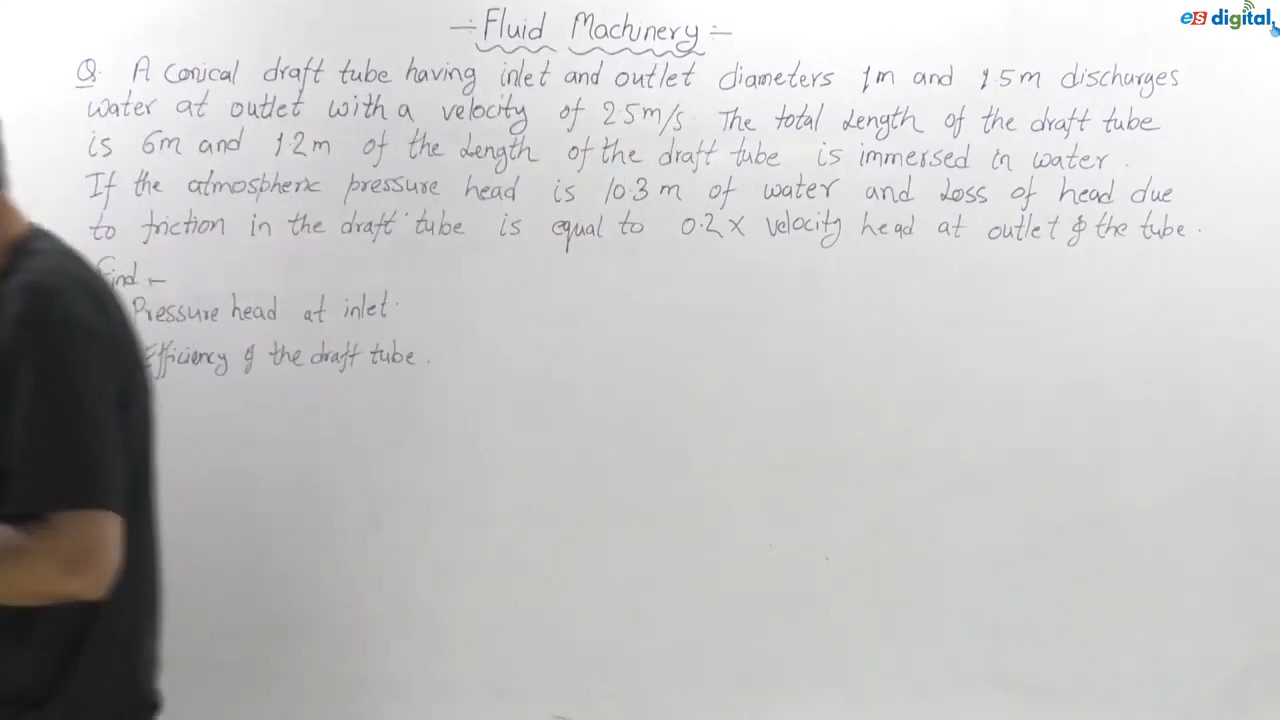 ÷ Fluid Machinery ÷
es digital
Q. A conical draft tube having inlet and outlet diameters 1m and 1.5m discharges
water at outlet with a velocity of 2.5m/s. The total Length of the draft tube
is 6m and 1.2m of the Length of the draft tube is immersed in water.
If the atmospheric pressure head is 10.3 m of water and Loss of head due
to friction in the draft tube is equal to 0.2 x velocity head at outlet of the tube.
Find :-
Pressure head at inlet.
Efficiency of the draft tube.